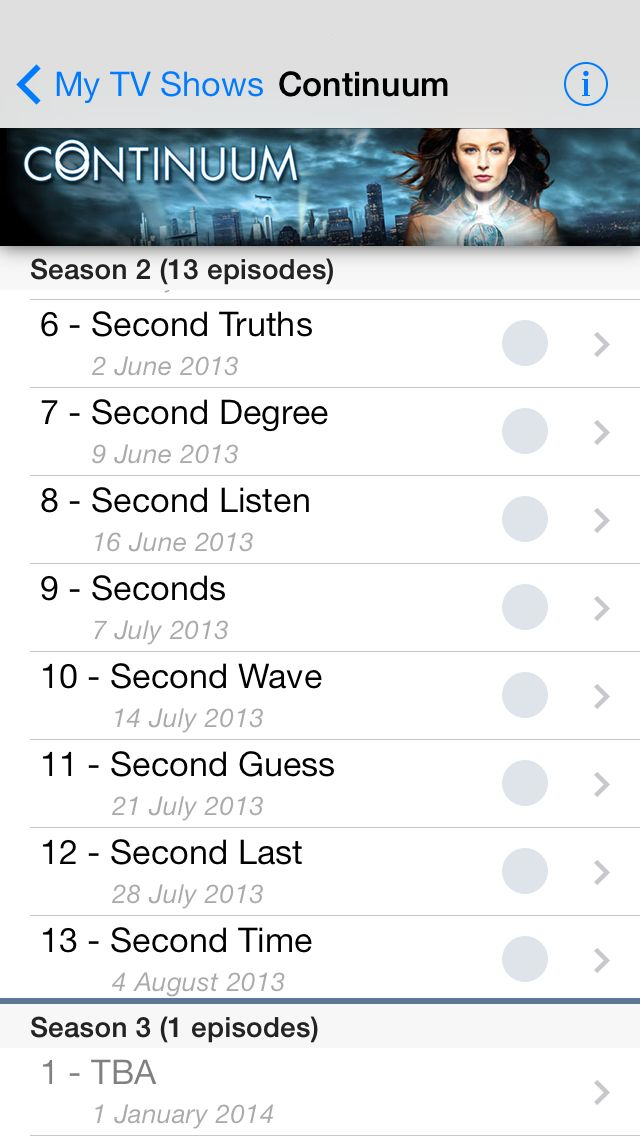 My TV Shows Continuum
CONTINUUM
Season 2 (13 episodes)
6 - Second Truths
2 June 2013
7 - Second Degree
9 June 2013
8 - Second Listen
16 June 2013
9 - Seconds
7 July 2013
10 - Second Wave
14 July 2013
11 - Second Guess
21 July 2013
12 - Second Last
28 July 2013
13 - Second Time
4 August 2013
Season 3 (1 episodes)
1 - TBA
1 January 2014